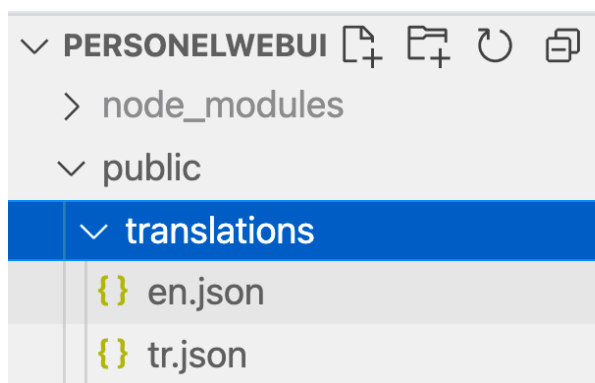 PERSONELWEBUI
node_modules
public
translations
{} en.json
{} tr.json